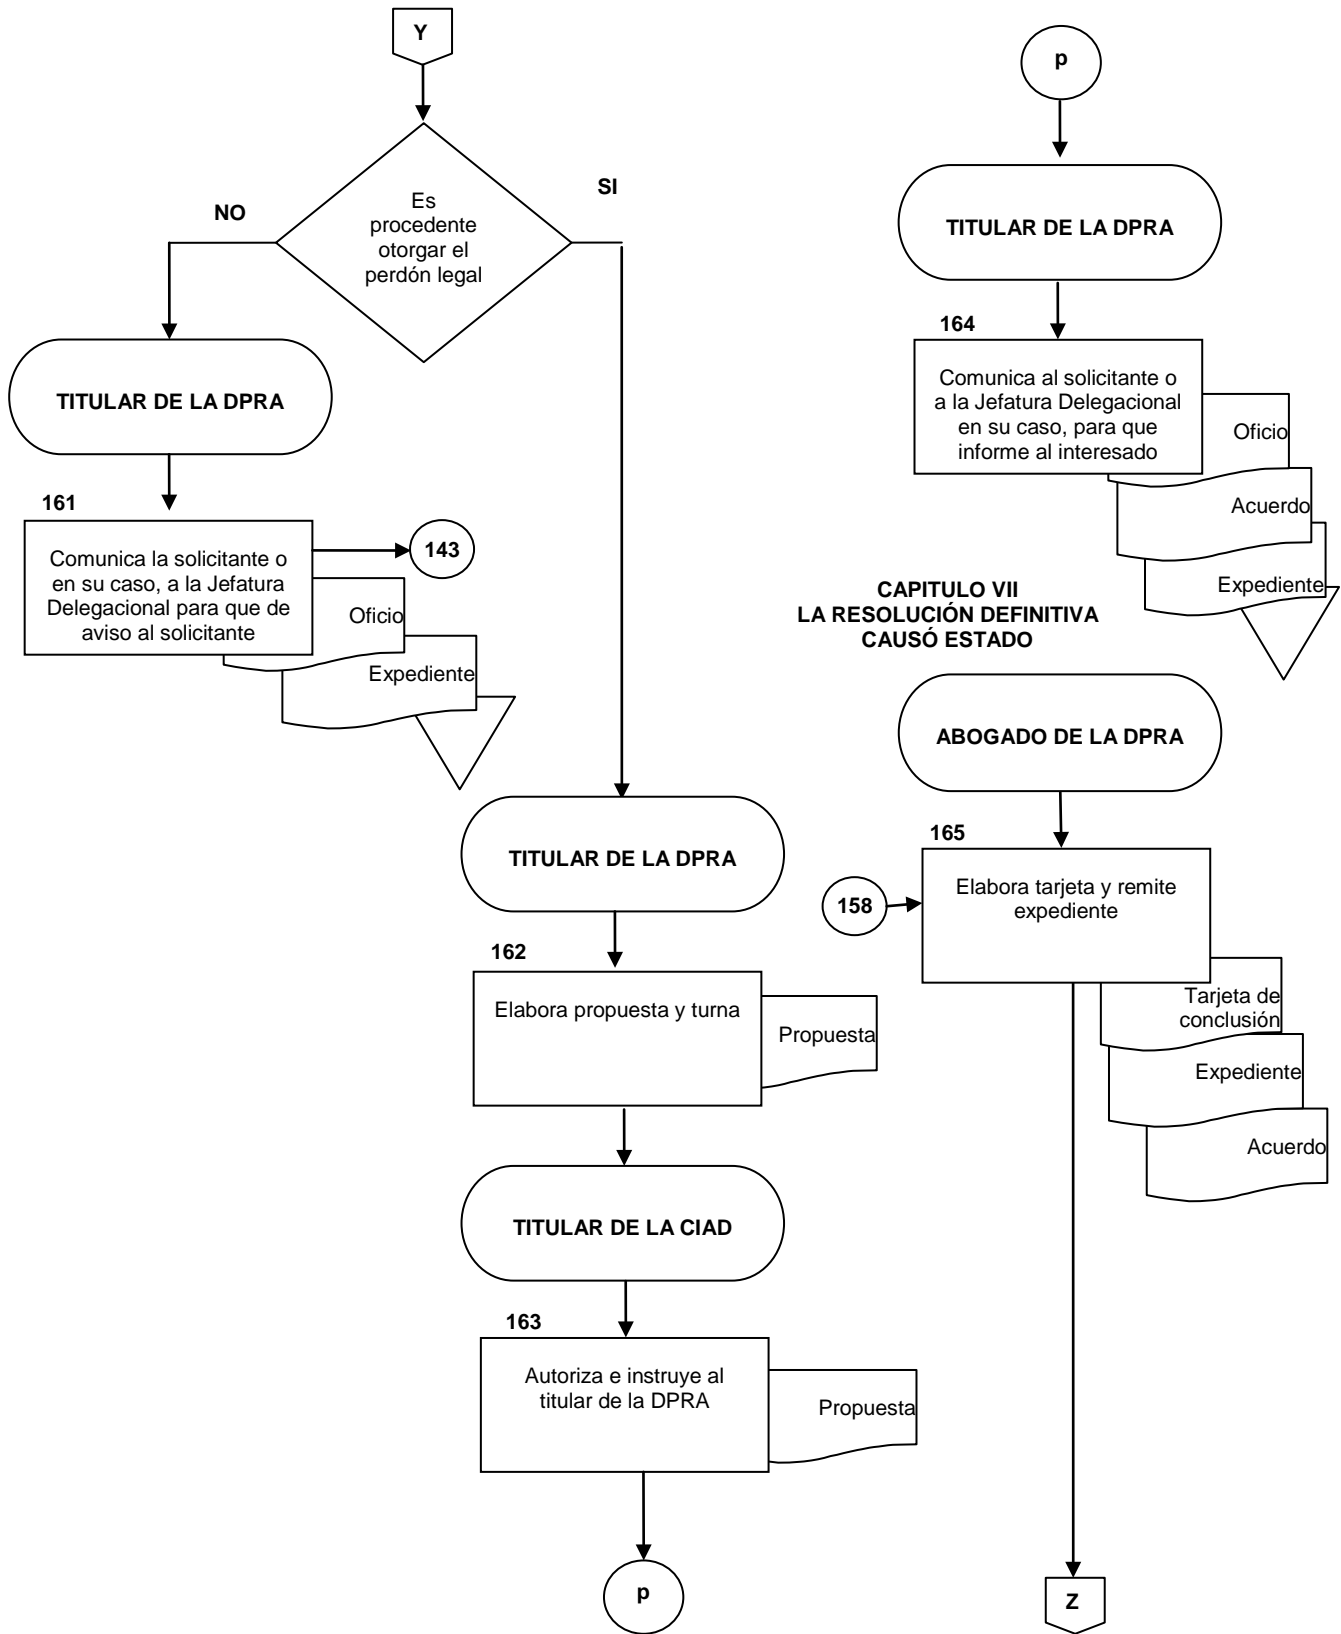 Y
Es
procedente
otorgar el
perdón legal
NO
SI
TITULAR DE LA DPRA
161
Comunica la solicitante o
en su caso, a la Jefatura
Delegacional para que de
aviso al solicitante
143
Oficio
Expediente
TITULAR DE LA DPRA
162
Elabora propuesta y turna
Propuesta
TITULAR DE LA CIAD
163
Autoriza e instruye al
titular de la DPRA
Propuesta
p
p
TITULAR DE LA DPRA
164
Comunica al solicitante o
a la Jefatura Delegacional
en su caso, para que
informe al interesado
Oficio
Acuerdo
Expediente
CAPITULO VII
LA RESOLUCIÓN DEFINITIVA
CAUSÓ ESTADO
ABOGADO DE LA DPRA
165
158
Elabora tarjeta y remite
expediente
Tarjeta de
conclusión
Expediente
Acuerdo
Z